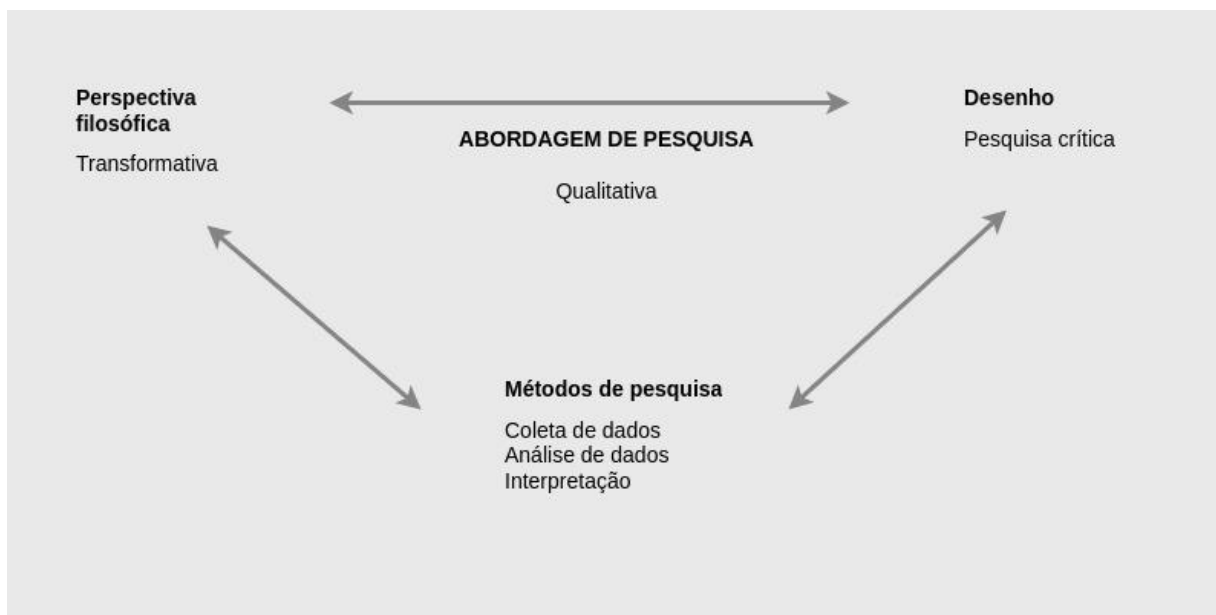 Perspectiva
filosófica
Transformativa
ABORDAGEM DE PESQUISA
Qualitativa
Desenho
Pesquisa crítica
Métodos de pesquisa
Coleta de dados
Análise de dados
Interpretação